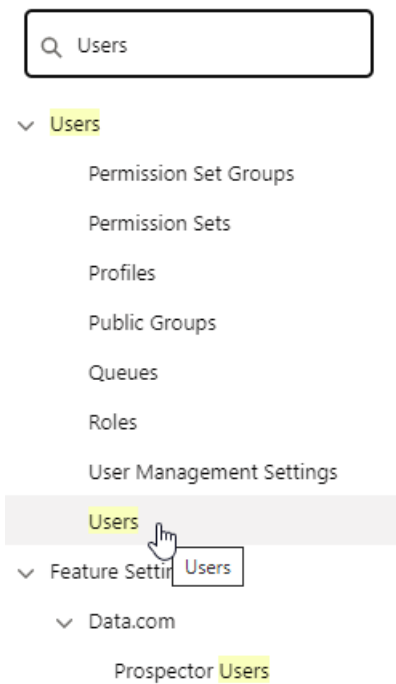 Users
Users
Permission Set Groups
Permission Sets
Profiles
Public Groups
Queues
Roles
User Management Settings
Users
Users
Feature Settin
Data.com
Prospector Users